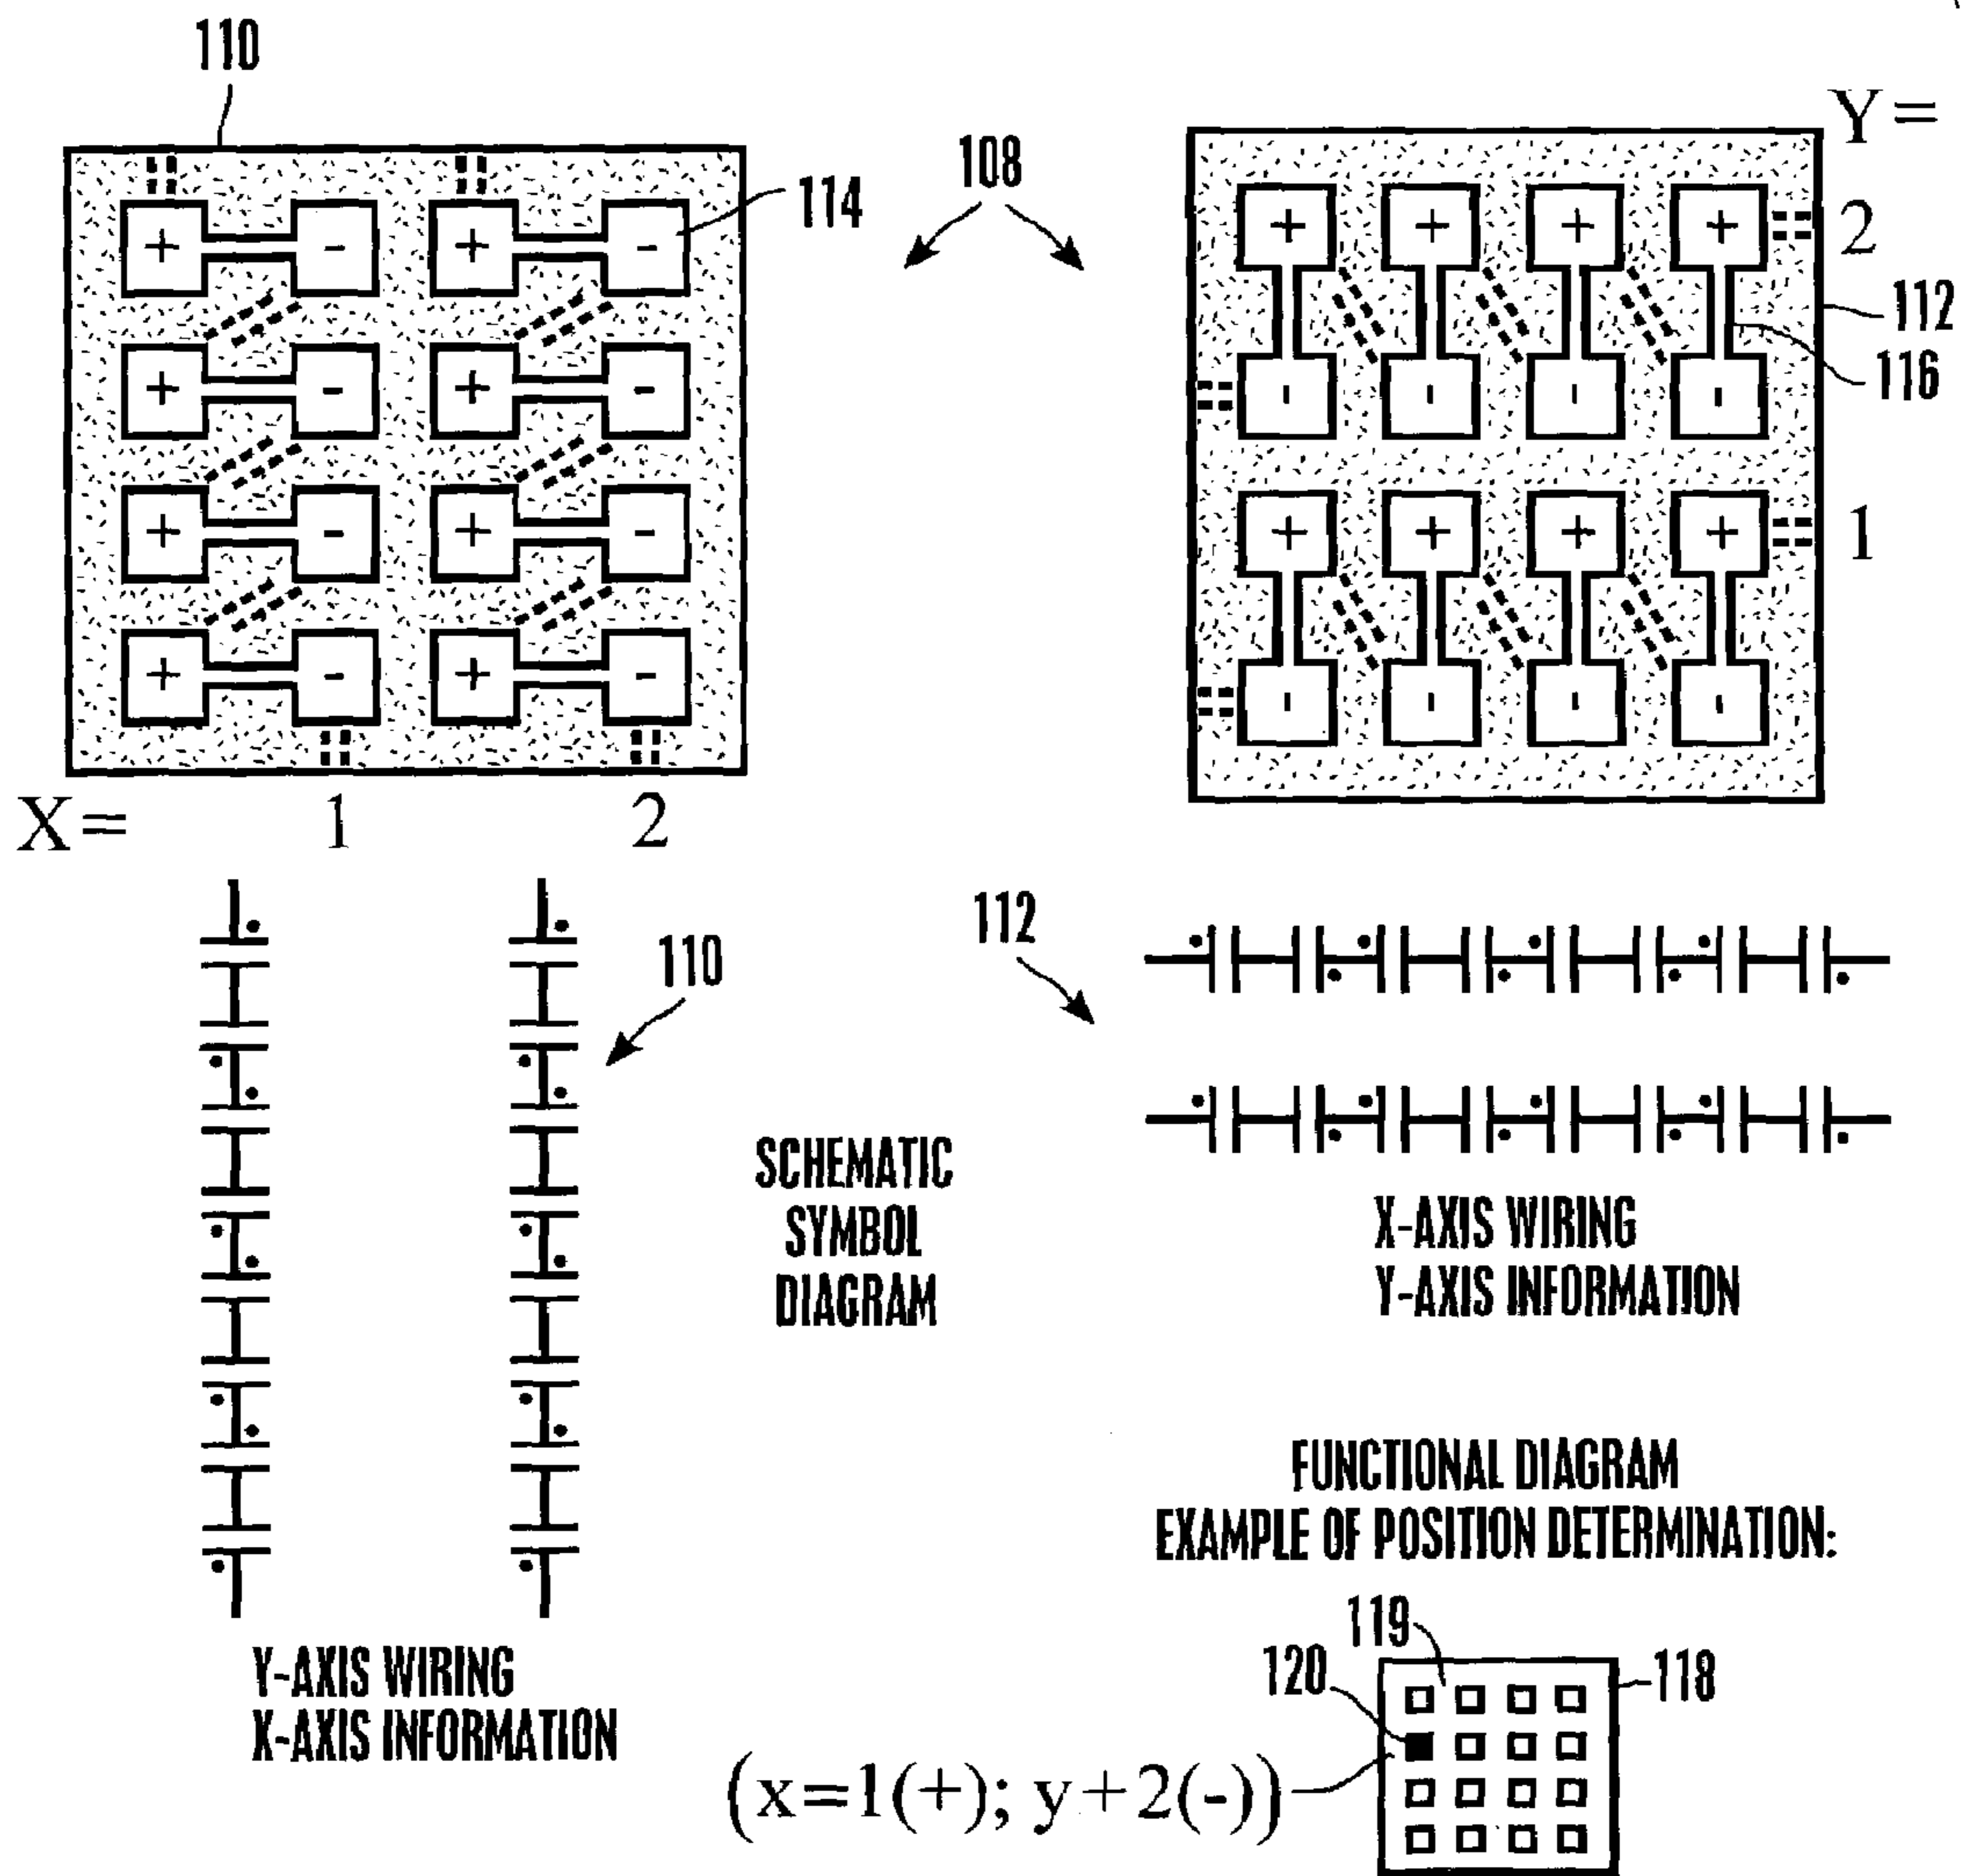 110
108
Y=
114
+ - + -
+ - + -
+ - + -
+ - + -
X= 1 2
+ + + + 2
112
116
- - - -
+ + + + 1
- - - -
110
112
SCHEMATIC
SYMBOL
DIAGRAM
X-AXIS WIRING
Y-AXIS INFORMATION
Y-AXIS WIRING
X-AXIS INFORMATION
FUNCTIONAL DIAGRAM
EXAMPLE OF POSITION DETERMINATION:
119
120
118
(x=1(+); y+2(-))